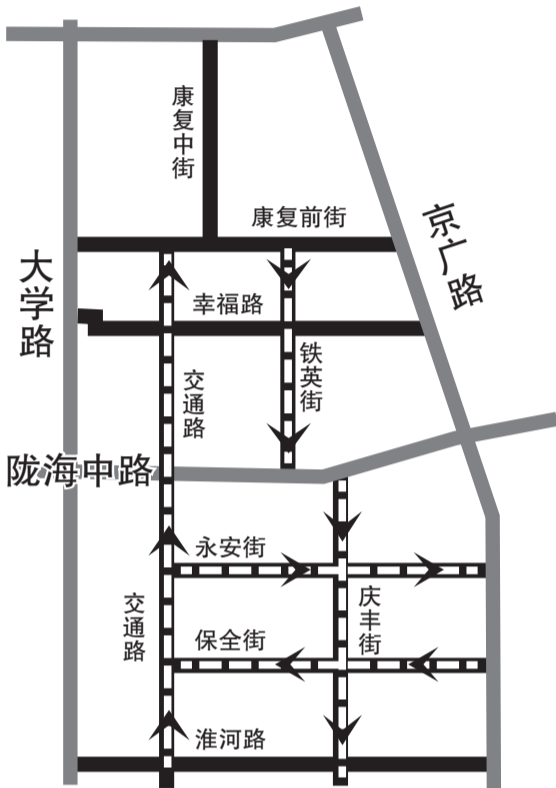 康复中街
康复前街
京广路
大学路
幸福路
铁英街
交通路
陇海中路
永安街
庆丰街
交通路
保全街
淮河路